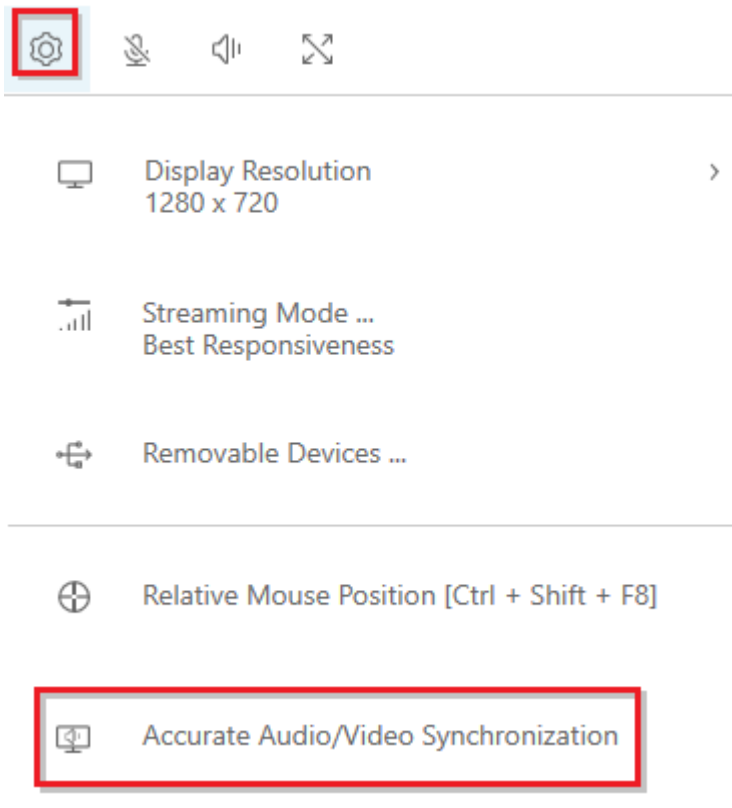 Display Resolution
1280 x 720
Streaming Mode ...
Best Responsiveness
Removable Devices ...
Relative Mouse Position [Ctrl + Shift + F8]
Accurate Audio/Video Synchronization